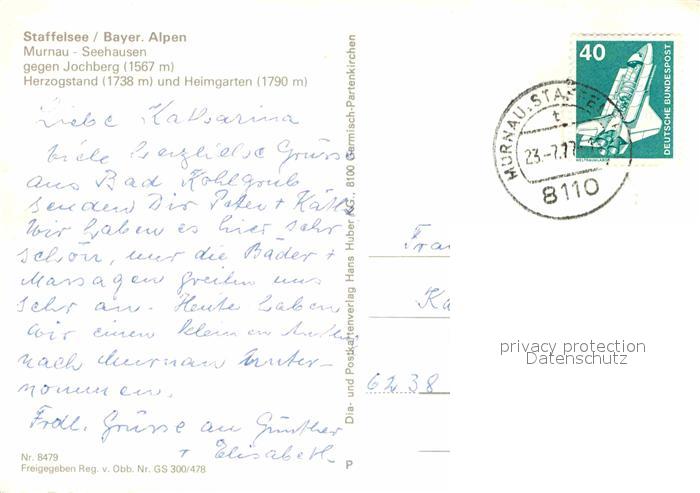 Staffelsee / Bayer. Alpen
Murnau - Seehausen
gegen Jochberg (1567 m)
Herzogstand (1738 m) und Heimgarten (1790 m)
Liebe Katharina
viele herzliche Grüsse
aus Bad Kohlgrub
senden Dir Peter + Käthe
Wir haben es hier sehr
schön, nur die Bäder +
Massagen greifen uns
sehr an. Heute haben
wir einen kleinen
nach Murnau unter-
nommen.
Frdl. Grüsse an Günther
+ Elisabeth.
Nr. 8479
Freigegeben Reg. v. Obb. Nr. GS 300/478
Dia- und Postkartenverlag Hans Huber KG., 8100 Garmisch-Partenkirchen
P
40
DEUTSCHE BUNDESPOST
WELTRAUMLABOR
MURNAU, 
t
23.-7.77
8110
Fra
Ka
6238
privacy protection
Datenschutz